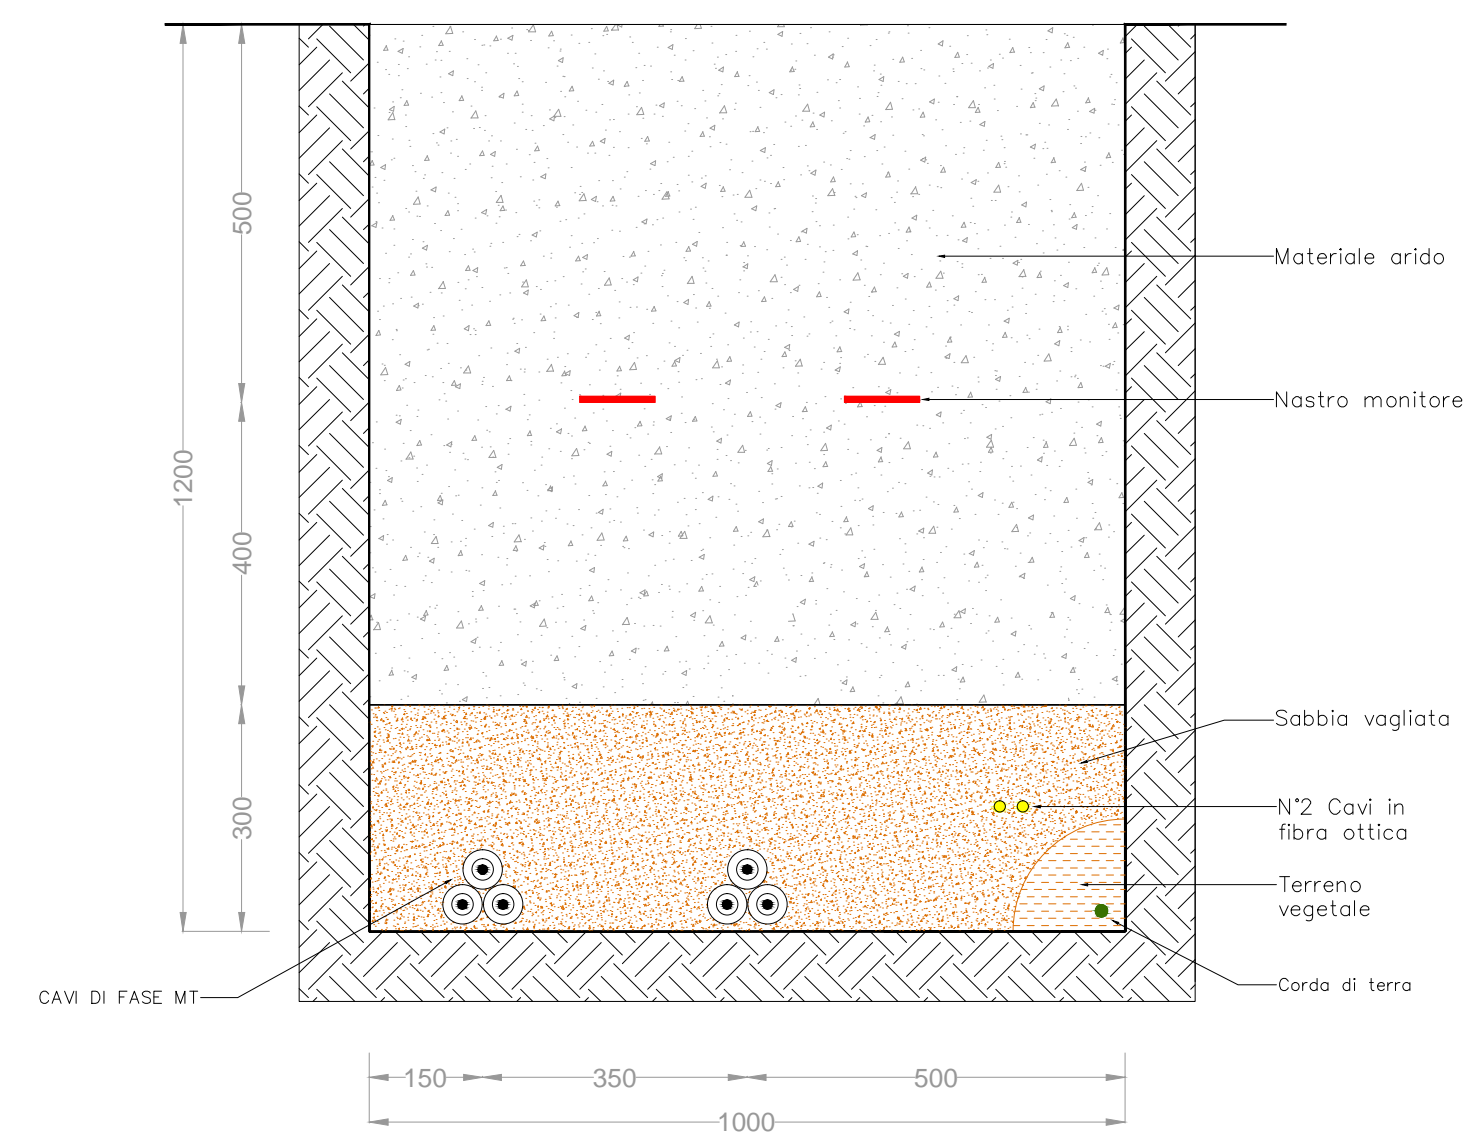 500
Materiale arido
Nastro monitore
1200
400
Sabbia vagliata
300
N°2 Cavi in
fibra ottica
Terreno
vegetale
CAVI DI FASE MT
Corda di terra
150
350
500
1000